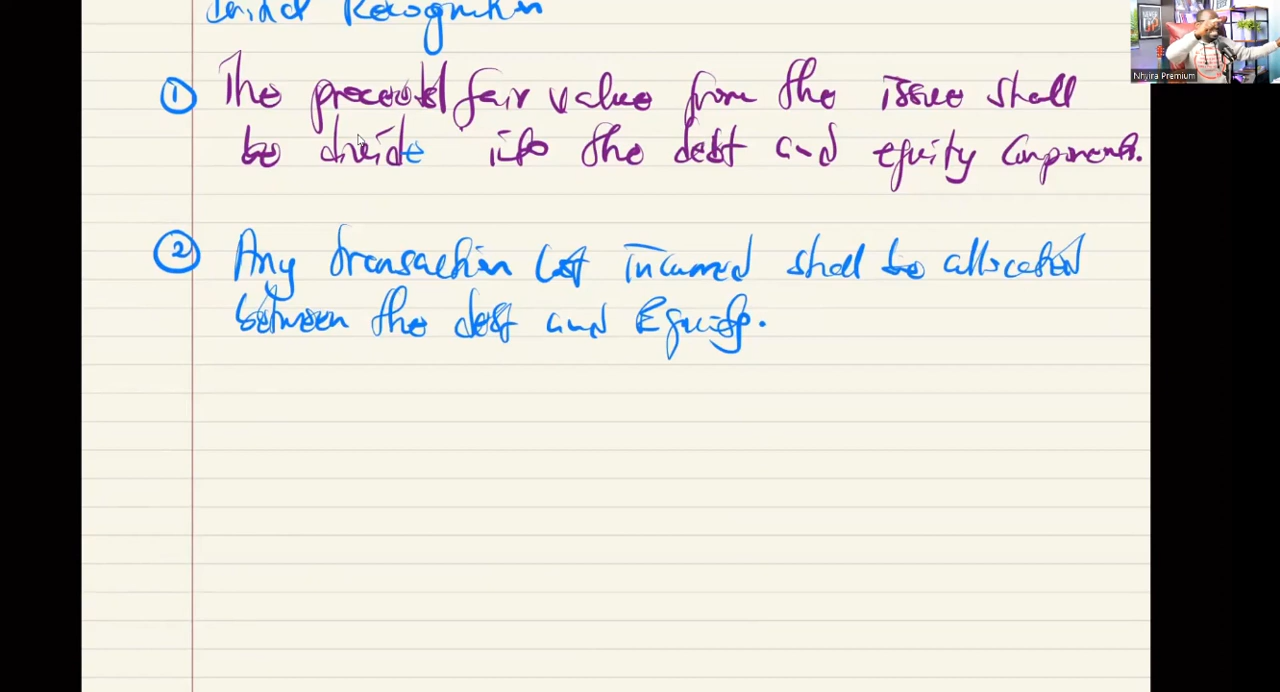 Initial Recognition
① The proceeds/fair value from the issue shall
be divide into the debt and equity components.
② Any transaction cost incurred shall be allocated
between the debt and Equity.
Nhyira Premium